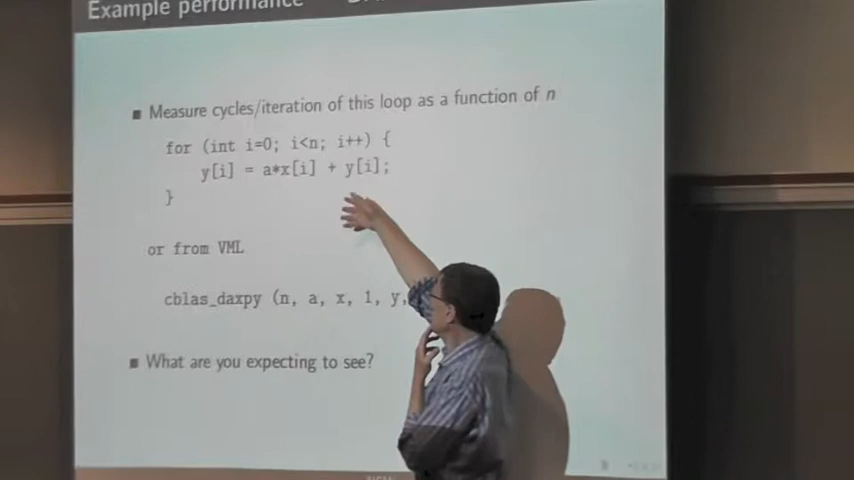 Example performance
■ Measure cycles/iteration of this loop as a function of n
for (int i=0; i<n; i++) {
y[i] = a*x[i] + y[i];
}
or from VML
cblas_daxpy (n, a, x, 1, y,
■ What are you expecting to see?